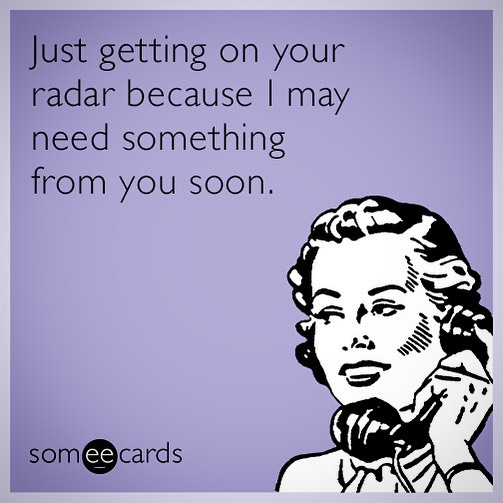 Just getting on your
radar because I may
need something
from you soon.
someecards